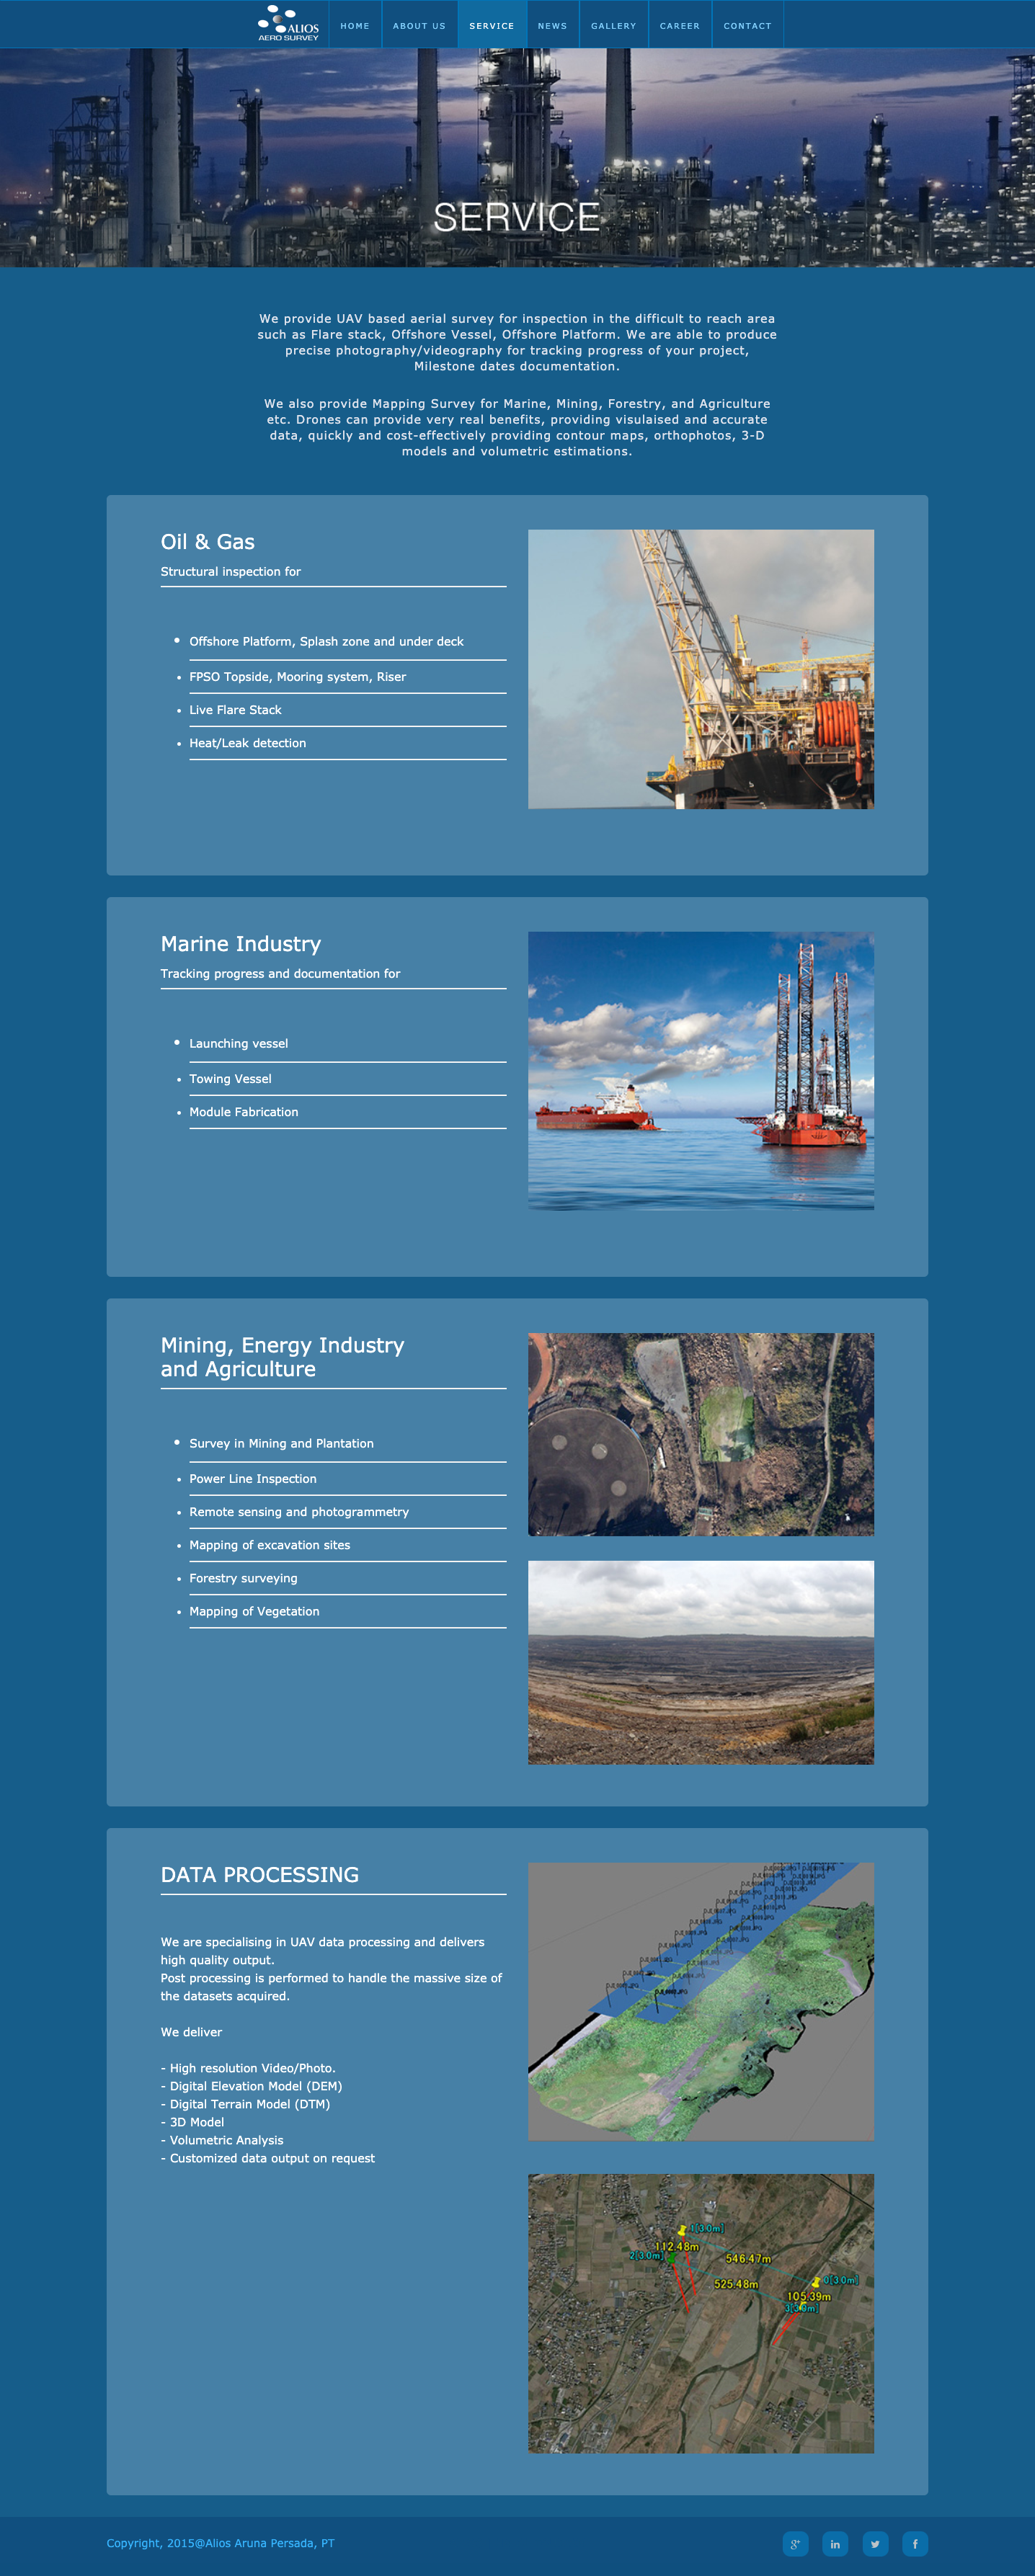 ALIOS
AERO SURVEY
HOME
ABOUT US
SERVICE
NEWS
GALLERY
CAREER
CONTACT
SERVICE
We provide UAV based aerial survey for inspection in the difficult to reach area
such as Flare stack, Offshore Vessel, Offshore Platform. We are able to produce
precise photography/videography for tracking progress of your project,
Milestone dates documentation.
We also provide Mapping Survey for Marine, Mining, Forestry, and Agriculture
etc. Drones can provide very real benefits, providing visulaised and accurate
data, quickly and cost-effectively providing contour maps, orthophotos, 3-D
models and volumetric estimations.
Oil & Gas
Structural inspection for
• Offshore Platform, Splash zone and under deck
• FPSO Topside, Mooring system, Riser
• Live Flare Stack
• Heat/Leak detection
Marine Industry
Tracking progress and documentation for
• Launching vessel
• Towing Vessel
• Module Fabrication
Mining, Energy Industry
and Agriculture
• Survey in Mining and Plantation
• Power Line Inspection
• Remote sensing and photogrammetry
• Mapping of excavation sites
• Forestry surveying
• Mapping of Vegetation
DATA PROCESSING
We are specialising in UAV data processing and delivers
high quality output.
Post processing is performed to handle the massive size of
the datasets acquired.
We deliver
- High resolution Video/Photo.
- Digital Elevation Model (DEM)
- Digital Terrain Model (DTM)
- 3D Model
- Volumetric Analysis
- Customized data output on request
1[3.0m]
112.48m
2[3.0m]
546.47m
0[3.0m]
525.48m
105.39m
Copyright, 2015@Alios Aruna Persada, PT
g+
in
f